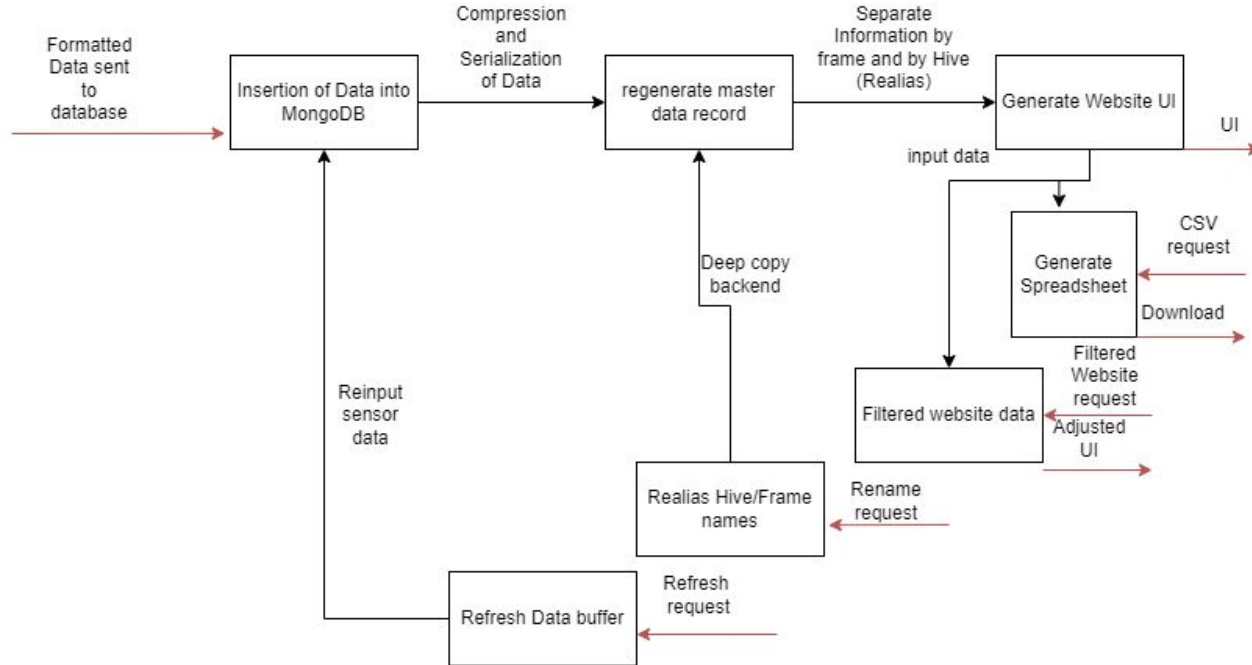 Formatted
Data sent
to
database
Insertion of Data into
MongoDB
Compression
and
Serialization
of Data
regenerate master
data record
Separate
Information by
frame and by Hive
(Realias)
Generate Website UI
UI
input data
Generate
Spreadsheet
CSV
request
Download
Filtered
Website
request
Filtered website data
Adjusted
UI
Deep copy
backend
Realias Hive/Frame
names
Rename
request
Reinput
sensor
data
Refresh Data buffer
Refresh
request